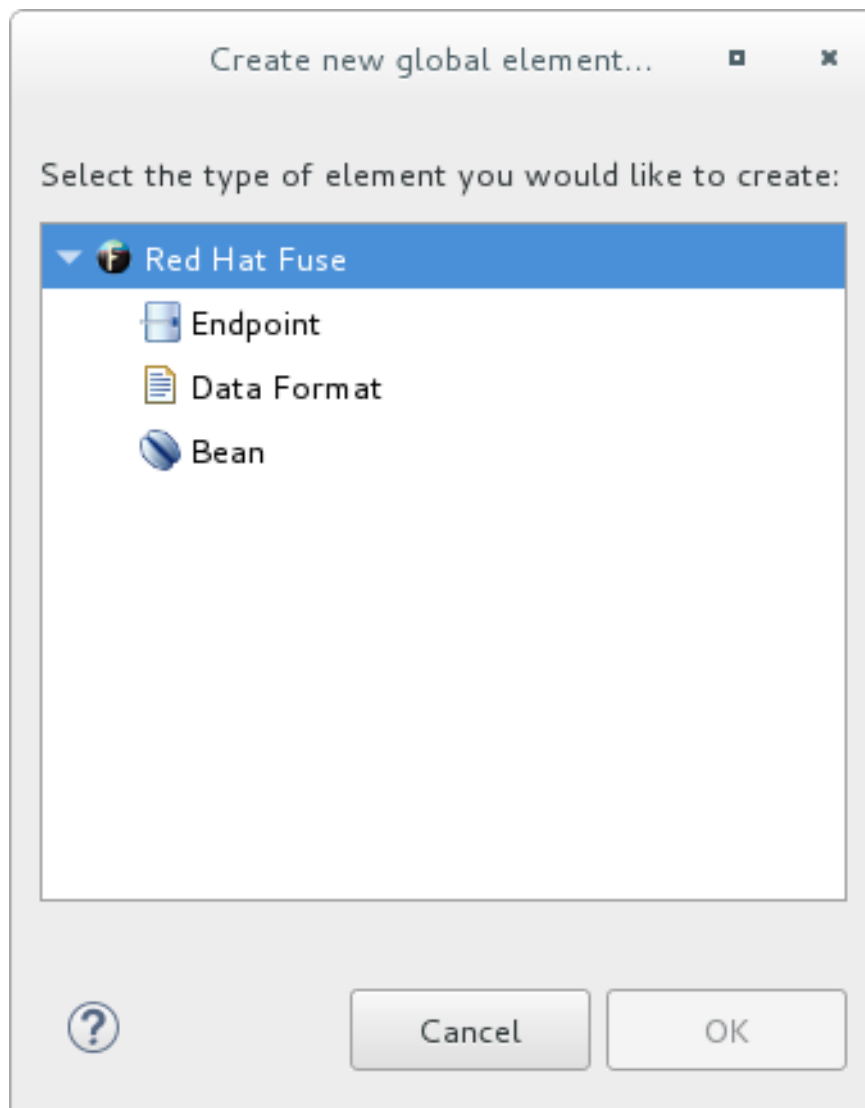 Create new global element...
Select the type of element you would like to create:
Red Hat Fuse
Endpoint
Data Format
Bean
Cancel
OK